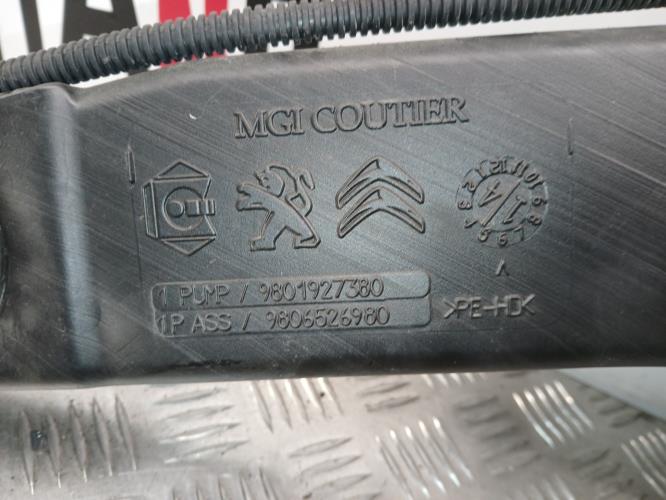 MGI COUTIER
1 PUMP / 9801927380
1P ASS / 9806526980
>PE-HD<